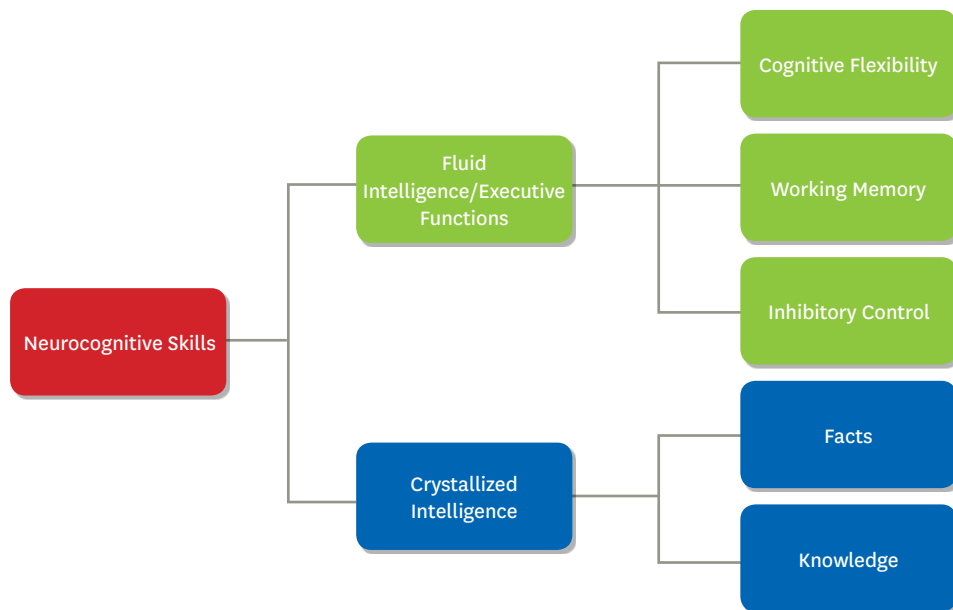 Cognitive Flexibility
Fluid
Intelligence/Executive
Functions
Working Memory
Inhibitory Control
Neurocognitive Skills
Facts
Crystallized
Intelligence
Knowledge